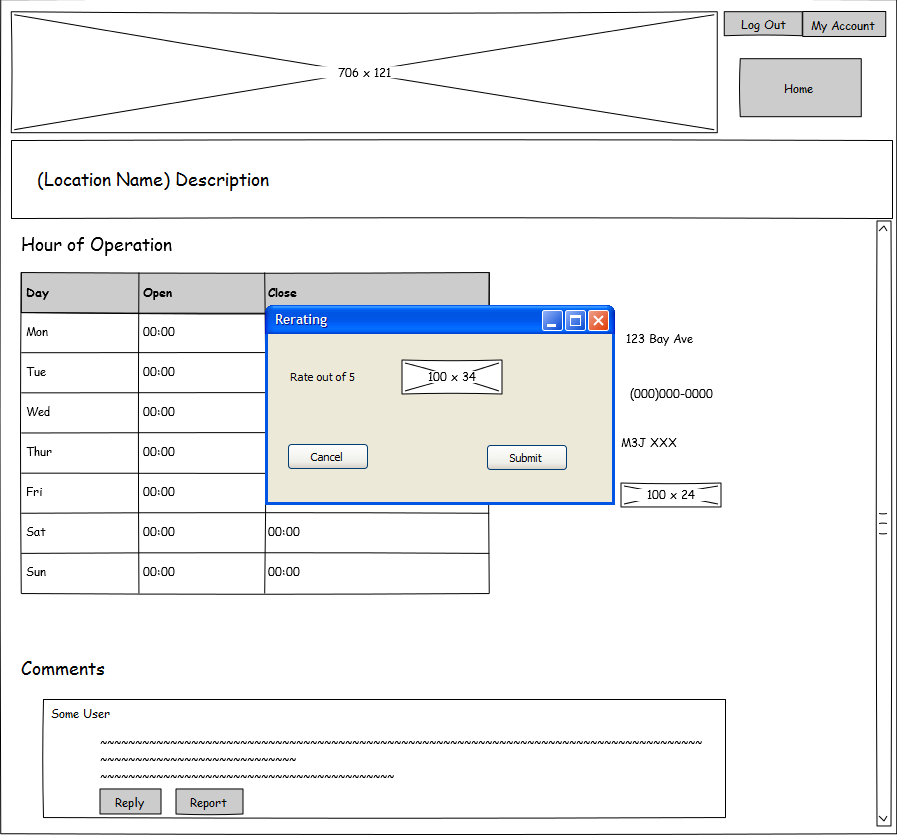 706 x 121
Log Out
My Account
Home
(Location Name) Description
Hour of Operation
Day Open Close
Mon 00:00
Tue 00:00
Wed 00:00
Thur 00:00
Fri 00:00
Sat 00:00 00:00
Sun 00:00 00:00
Rerating
Rate out of 5
100 x 34
Cancel
Submit
123 Bay Ave
(000)000-0000
M3J XXX
100 x 24
Comments
Some User
Reply
Report